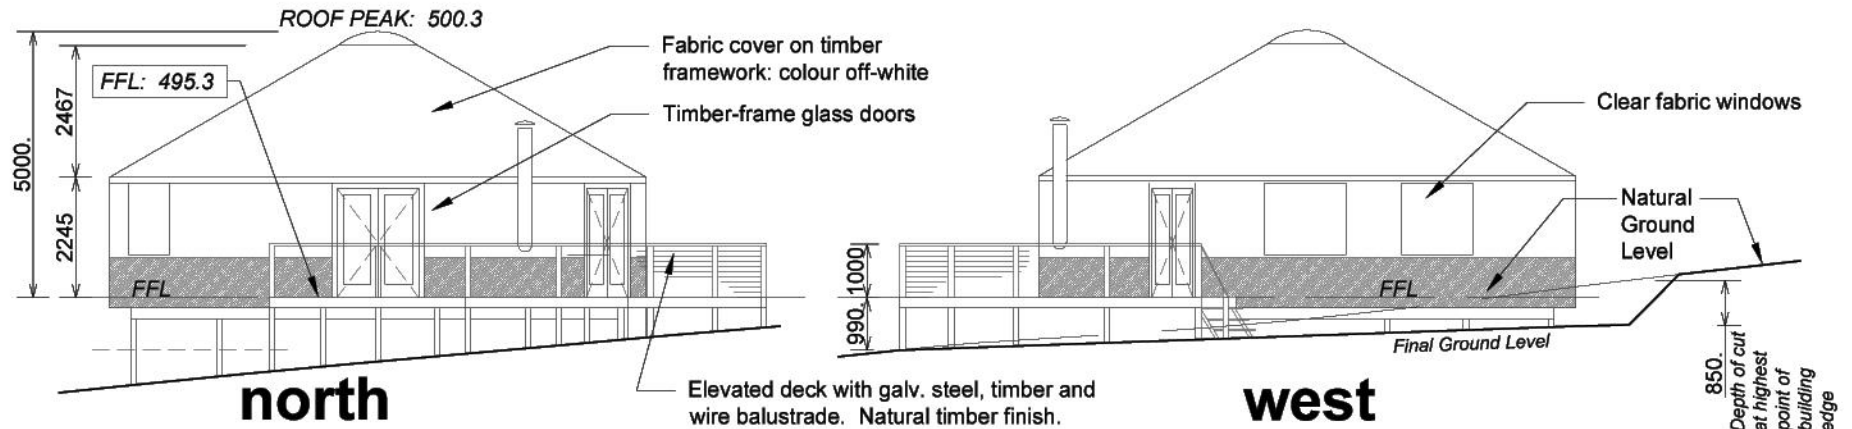 ROOF PEAK: 500.3
FFL: 495.3
5000.
2467
2245
Fabric cover on timber
framework: colour off-white
Timber-frame glass doors
FFL
Elevated deck with galv. steel, timber and
wire balustrade. Natural timber finish.
north
Clear fabric windows
Natural
Ground
Level
1000
990.
FFL
Final Ground Level
850.
Depth of cut
at highest
point of
building
edge
west